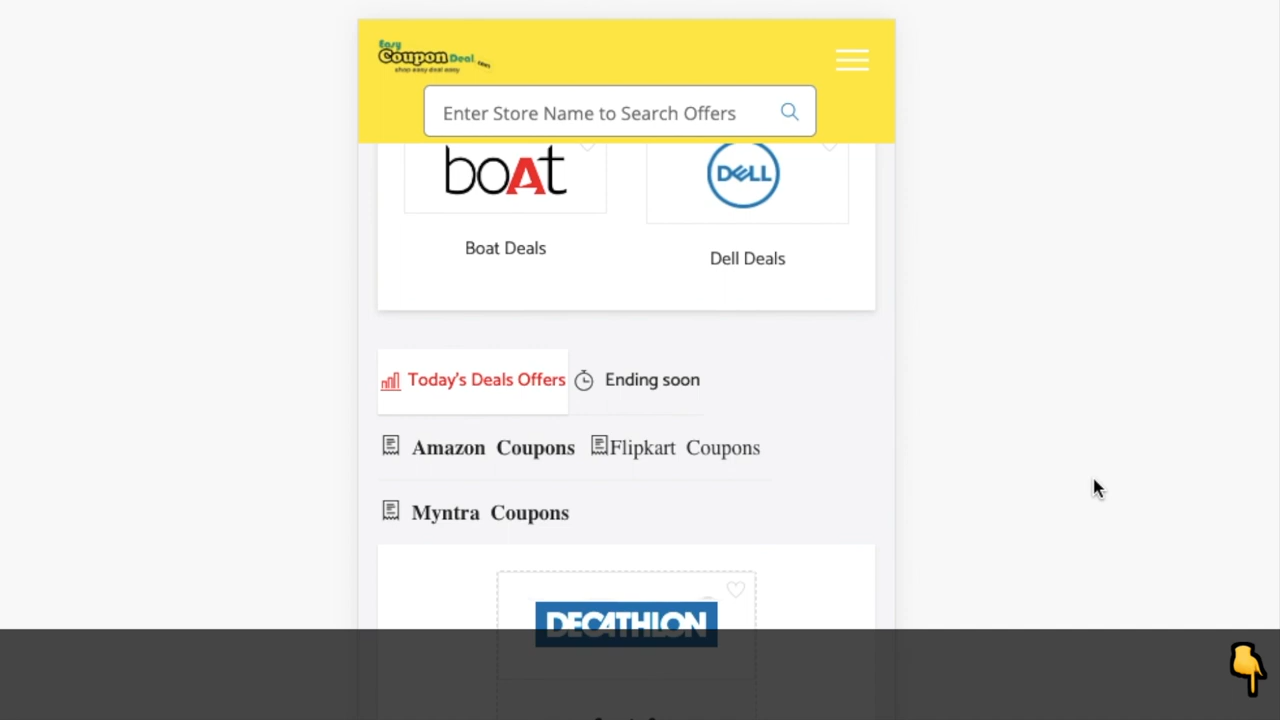 Easy
Coupon Deal.com
shop easy deal easy
Enter Store Name to Search Offers
boAt
DELL
Boat Deals
Dell Deals
Today's Deals Offers
Ending soon
Amazon Coupons
Flipkart Coupons
Myntra Coupons
DECATHLON